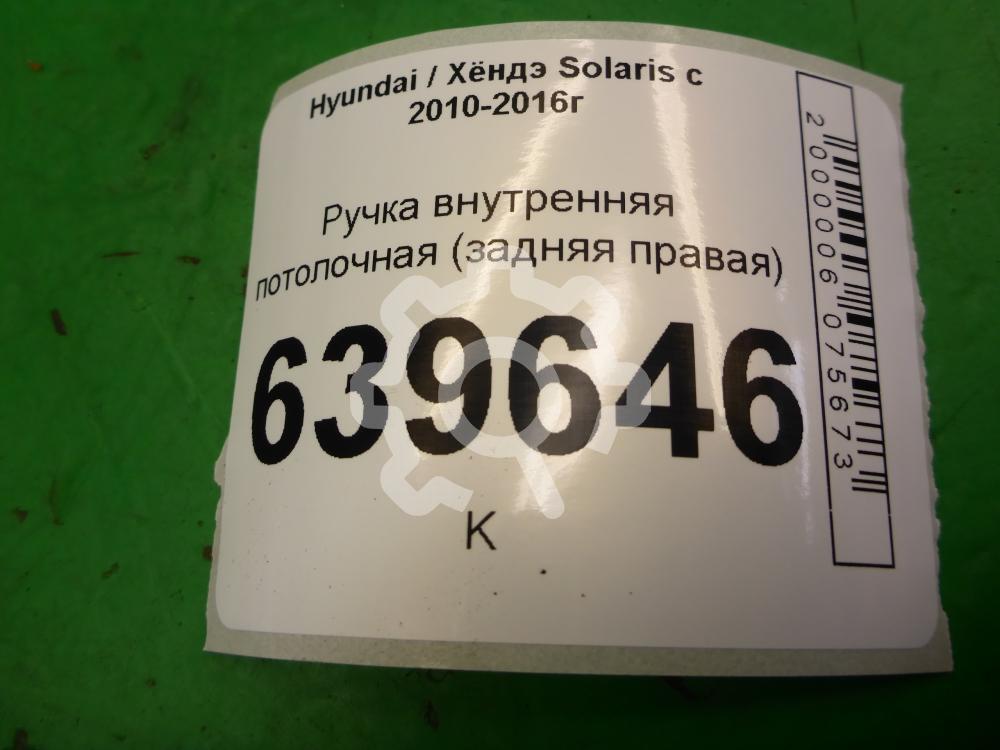 Hyundai / Хёндэ Solaris с
2010-2016г
Ручка внутренняя
потолочная (задняя правая)
639646
К
2000006075673